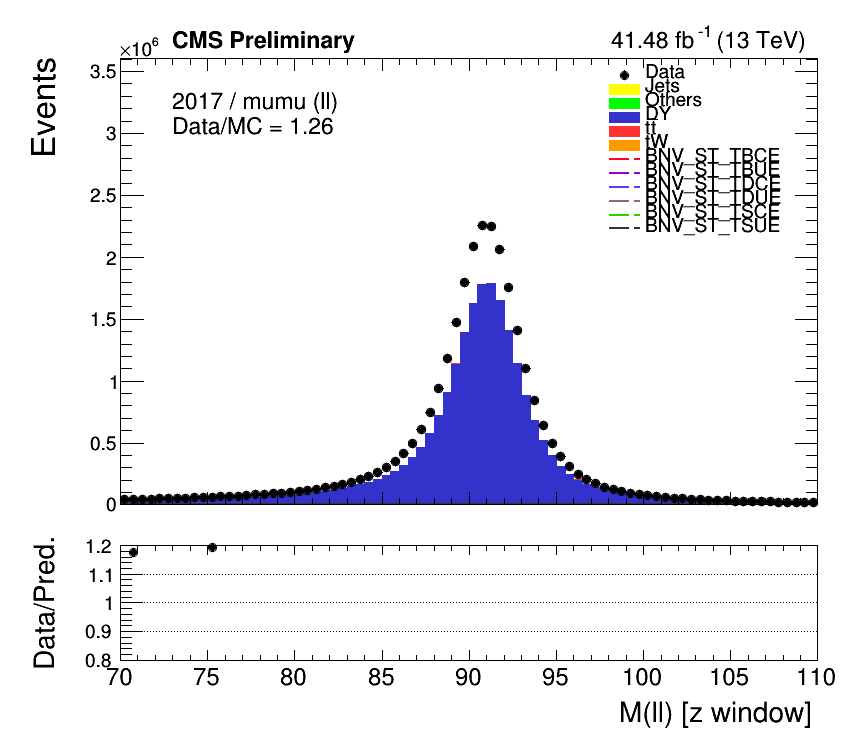 ×10⁶ CMS Preliminary 41.48 fb⁻¹ (13 TeV)
Events
3.5
3
2.5
2
1.5
1
0.5
0
2017 / mumu (ll)
Data/MC = 1.26
Data
Jets
Others
DY
tt
tW
BNV_ST_TBCE
BNV_ST_TBUE
BNV_ST_TDCE
BNV_ST_TDUE
BNV_ST_TSCE
BNV_ST_TSUE
Data/Pred.
1.2
1.1
1
0.9
0.8
70 75 80 85 90 95 100 105 110
M(ll) [z window]